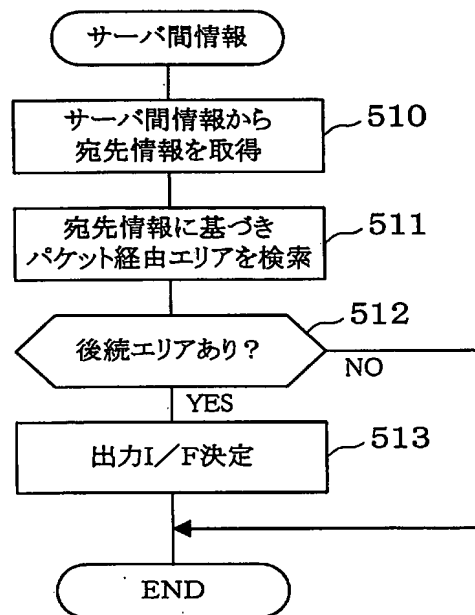 サーバ間情報
サーバ間情報から
宛先情報を取得
510
宛先情報に基づき
パケット経由エリアを検索
511
後続エリアあり?
512
NO
YES
出力I/F決定
513
END